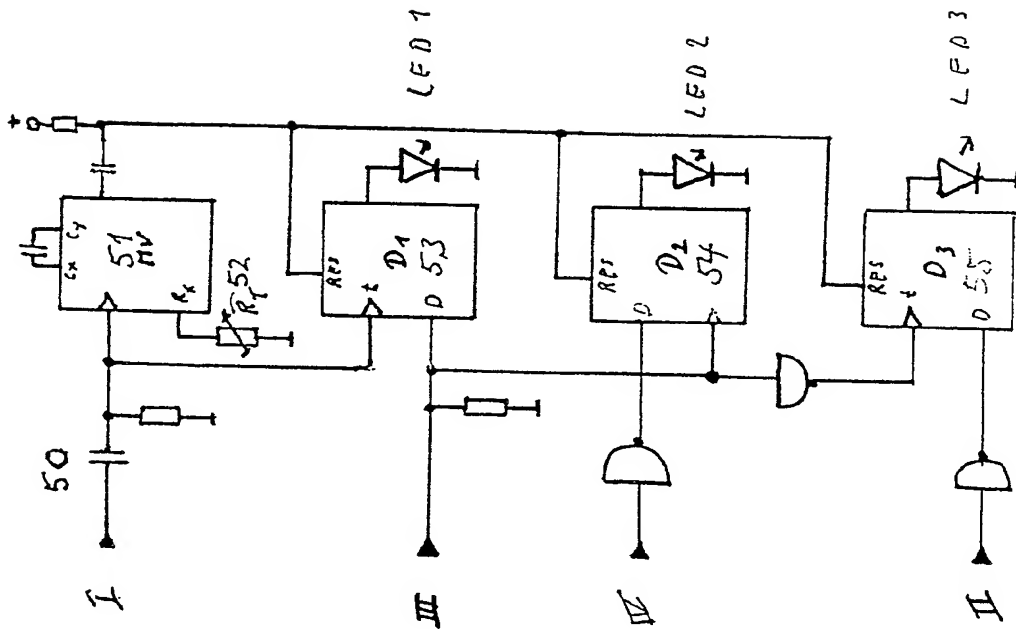 +
LED 1
LED 2
LED 3
Cx Cy
51
MV
Rx
52
Rx
Res
D1
53
t
D
Res
D2
54
D
Res
D3
55
t
D
50
I
III
IV
II